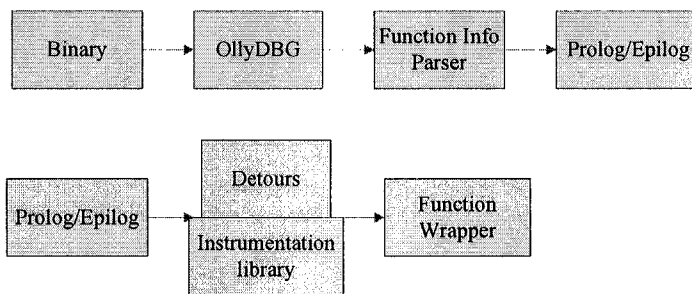 Binary
OllyDBG
Function Info
Parser
Prolog/Epilog
Prolog/Epilog
Detours
Instrumentation
library
Function
Wrapper